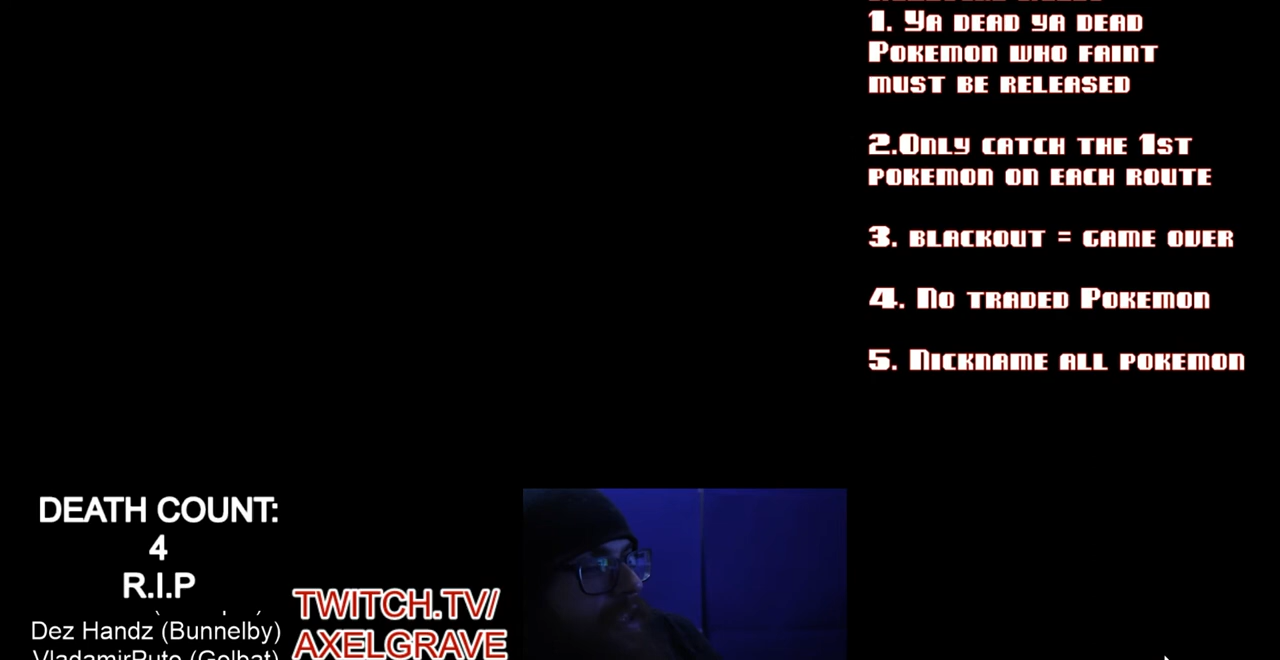 1. Ya dead ya dead
Pokemon who faint
must be released
2.Only catch the 1st
pokemon on each route
3. blackout = game over
4. No traded Pokemon
5. Nickname all pokemon
DEATH COUNT:
4
R.I.P
Dez Handz (Bunnelby)
VladamirPute (Golbat)
TWITCH.TV/
AXELGRAVE